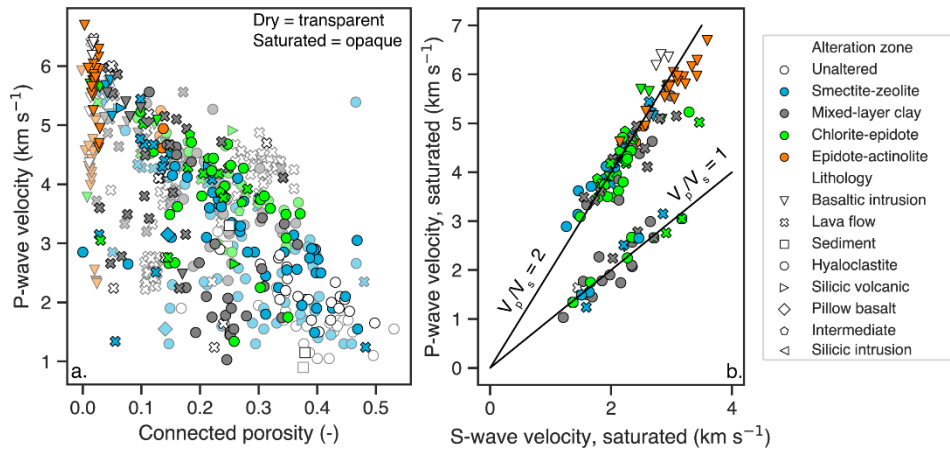 Dry = transparent
Saturated = opaque
P-wave velocity (km s⁻¹)
6
5
4
3
2
1
a.
0.0
0.1
0.2
0.3
0.4
0.5
Connected porosity (-)
P-wave velocity, saturated (km s⁻¹)
7
6
5
4
3
2
1
0
Vp/Vs = 2
Vp/Vs = 1
b.
0
2
4
S-wave velocity, saturated (km s⁻¹)
Alteration zone
Unaltered
Smectite-zeolite
Mixed-layer clay
Chlorite-epidote
Epidote-actinolite
Lithology
Basaltic intrusion
Lava flow
Sediment
Hyaloclastite
Silicic volcanic
Pillow basalt
Intermediate
Silicic intrusion